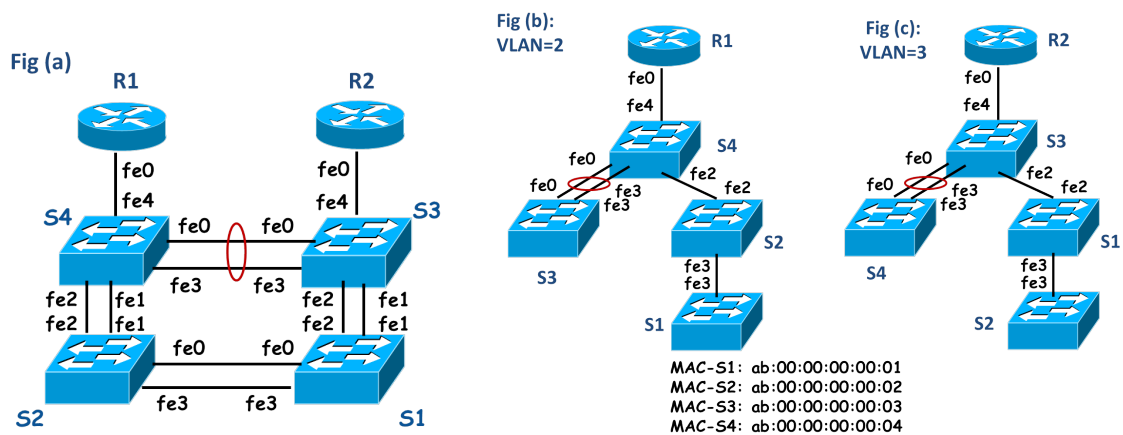 Fig (a)
R1
R2
fe0
fe0
fe4
fe4
S4
S3
fe0
fe0
fe3
fe3
fe2
fe1
fe2
fe1
fe2
fe1
fe2
fe1
fe0
fe0
fe3
fe3
S2
S1
Fig (b):
VLAN=2
R1
fe0
fe4
S4
fe0
fe0
fe3
fe3
fe2
fe2
S3
S2
fe3
fe3
S1
Fig (c):
VLAN=3
R2
fe0
fe4
S3
fe0
fe0
fe3
fe3
fe2
fe2
S4
S1
fe3
fe3
S2
MAC-S1: ab:00:00:00:00:01
MAC-S2: ab:00:00:00:00:02
MAC-S3: ab:00:00:00:00:03
MAC-S4: ab:00:00:00:00:04